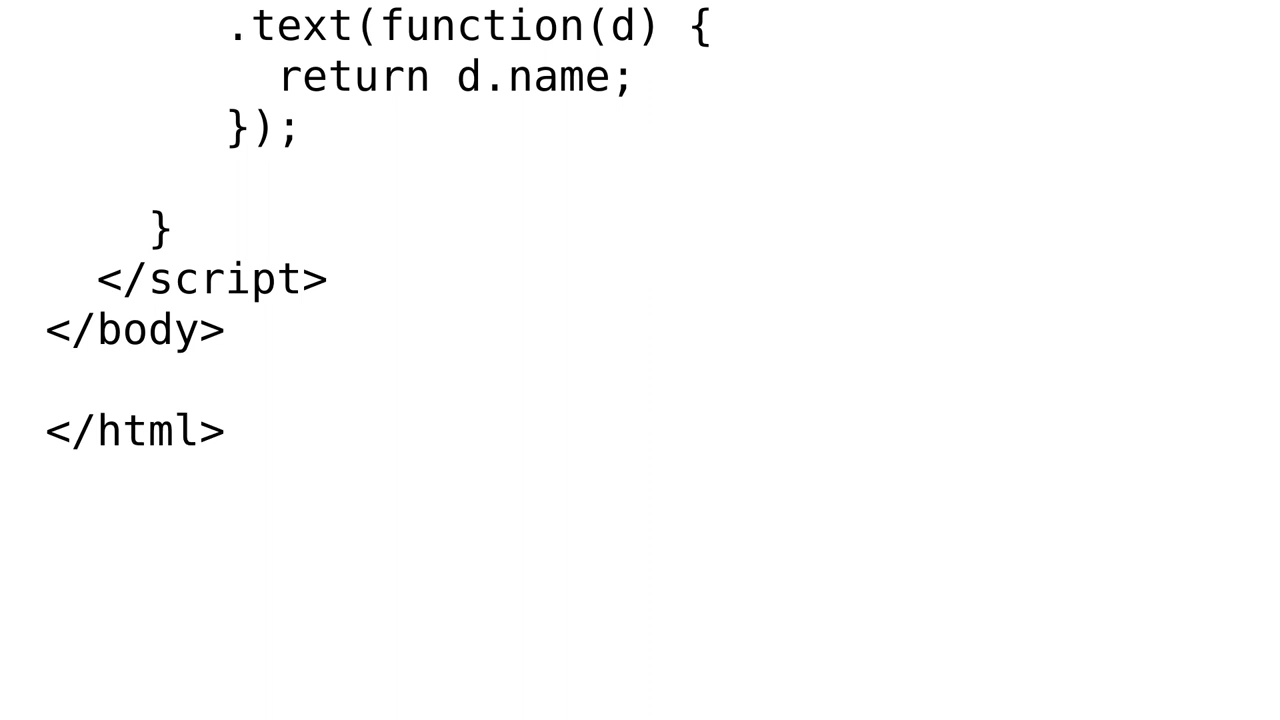 .text(function(d) {
return d.name;
});
}
</script>
</body>
</html>